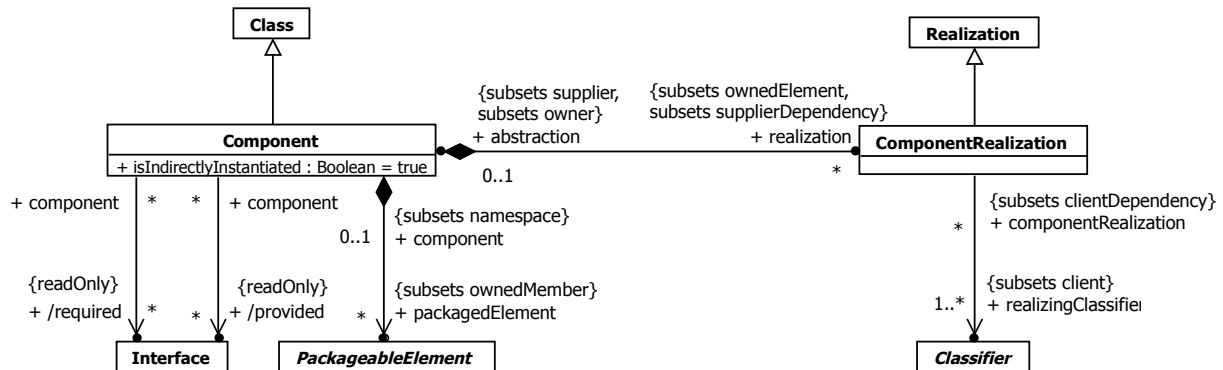 Class
Realization
{subsets supplier,
subsets owner}
+ abstraction
{subsets ownedElement,
subsets supplierDependency}
+ realization
Component
+ isIndirectlyInstantiated : Boolean = true
ComponentRealization
0..1
*
+ component
*
*
+ component
{subsets namespace}
+ component
0..1
{subsets clientDependency}
+ componentRealization
*
{readOnly}
+ /required
*
*
{readOnly}
+ /provided
{subsets ownedMember}
+ packagedElement
*
{subsets client}
+ realizingClassifier
1..*
Interface
PackageableElement
Classifier